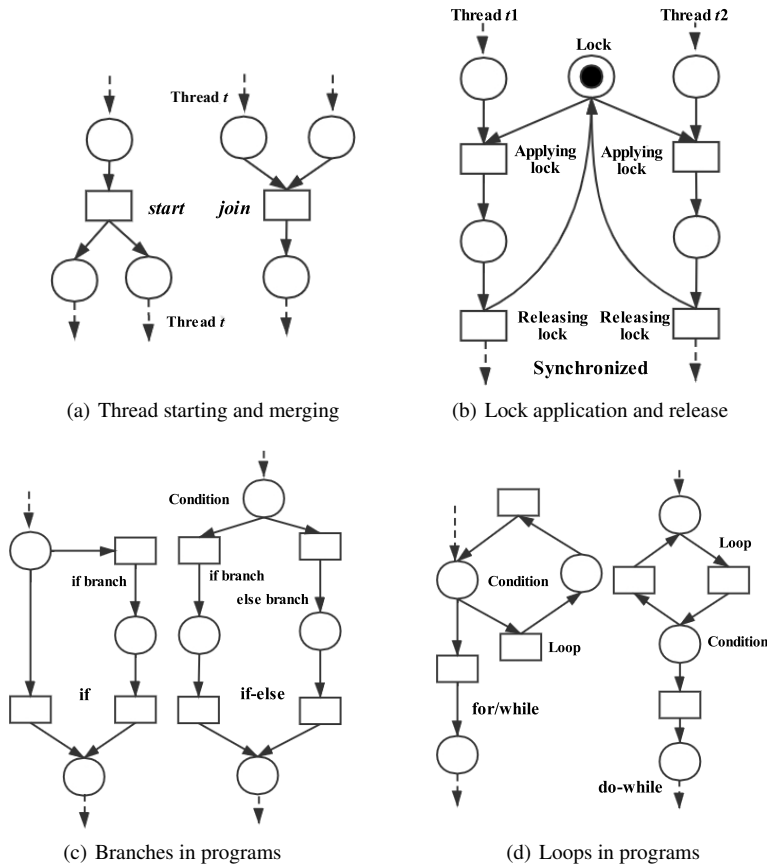 Thread t
start
join
Thread t
(a) Thread starting and merging
Thread t1
Thread t2
Lock
Applying
lock
Applying
lock
Releasing
lock
Releasing
lock
Synchronized
(b) Lock application and release
Condition
if branch
if branch
else branch
if
if-else
(c) Branches in programs
Loop
Condition
Condition
Loop
for/while
do-while
(d) Loops in programs